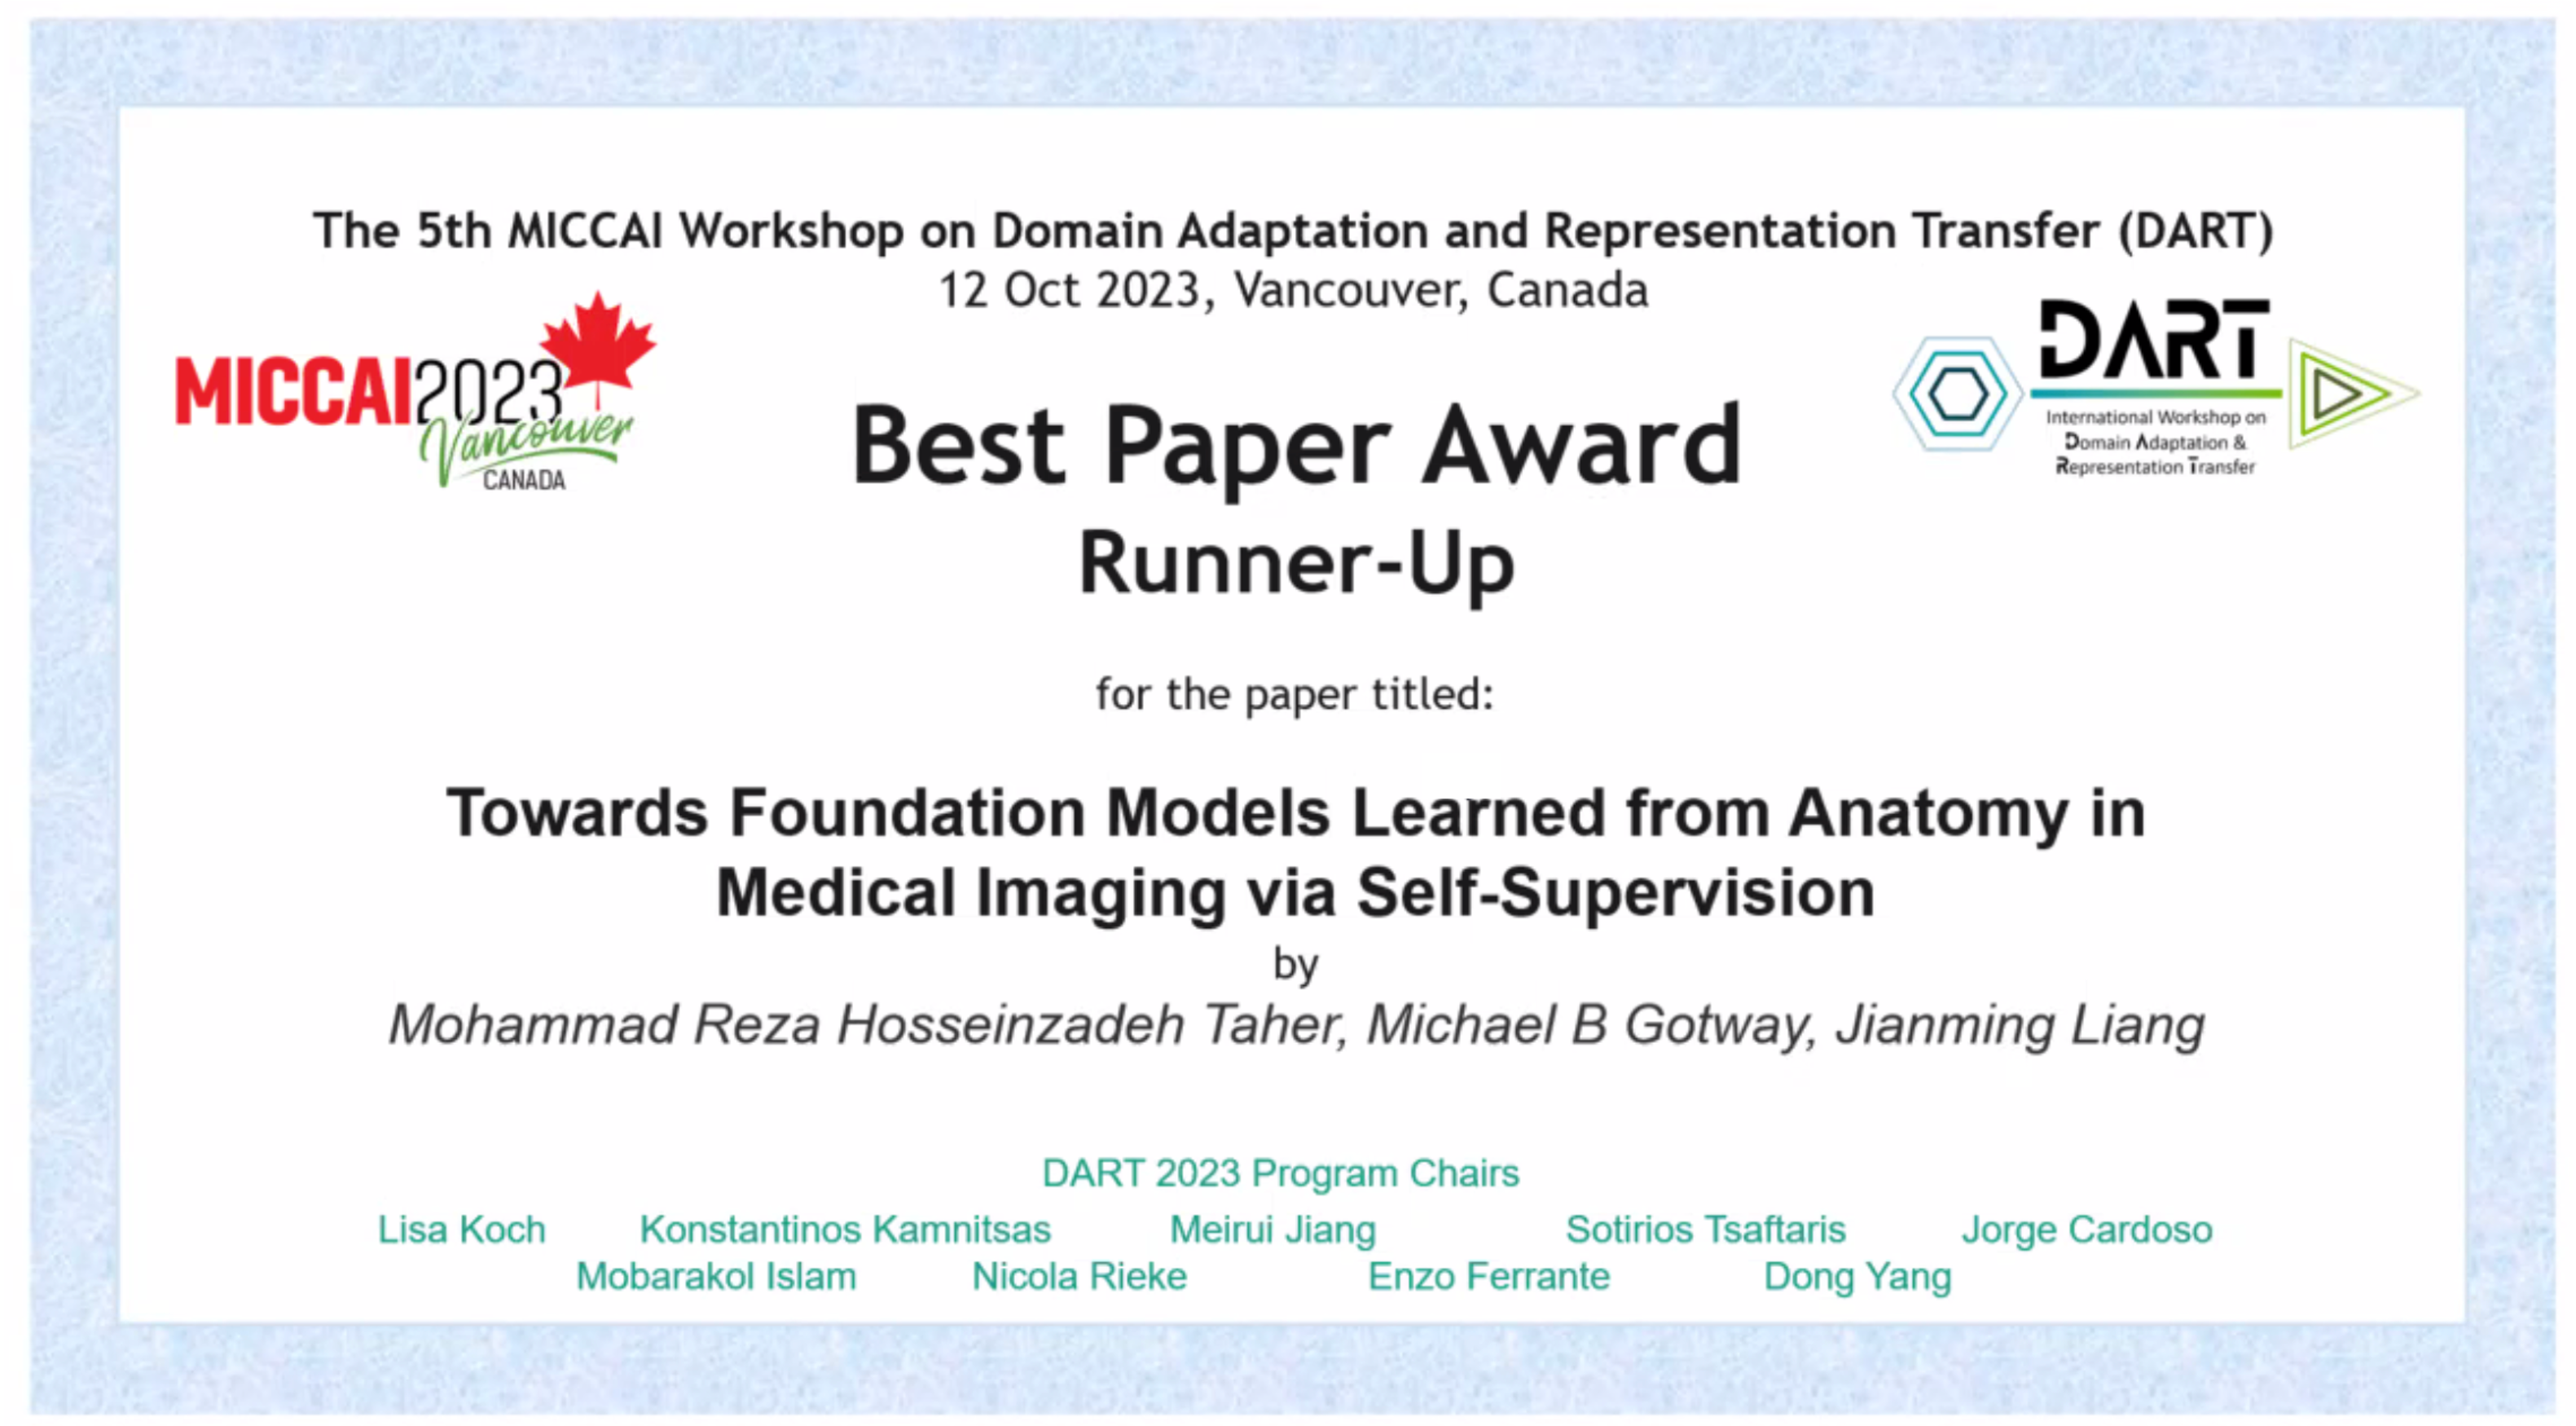 The 5th MICCAI Workshop on Domain Adaptation and Representation Transfer (DART)
12 Oct 2023, Vancouver, Canada
MICCAI2023
Vancouver
CANADA
DART
International Workshop on
Domain Adaptation &
Representation Transfer
Best Paper Award
Runner-Up
for the paper titled:
Towards Foundation Models Learned from Anatomy in
Medical Imaging via Self-Supervision
by
Mohammad Reza Hosseinzadeh Taher, Michael B Gotway, Jianming Liang
DART 2023 Program Chairs
Lisa Koch Konstantinos Kamnitsas Meirui Jiang Sotirios Tsaftaris Jorge Cardoso
Mobarakol Islam Nicola Rieke Enzo Ferrante Dong Yang